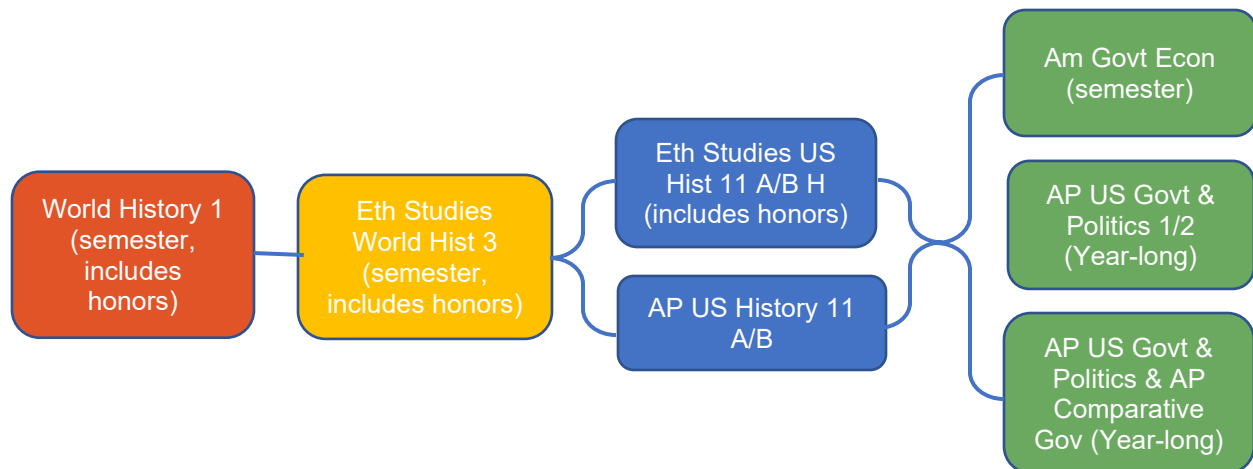 World History 1
(semester,
includes
honors)
Eth Studies
World Hist 3
(semester,
includes honors)
Eth Studies US
Hist 11 A/B H
(includes honors)
AP US History 11
A/B
Am Govt Econ
(semester)
AP US Govt &
Politics 1/2
(Year-long)
AP US Govt &
Politics & AP
Comparative
Gov (Year-long)